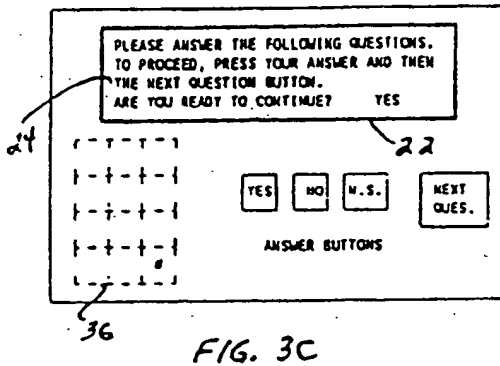 PLEASE ANSWER THE FOLLOWING QUESTIONS.
TO PROCEED, PRESS YOUR ANSWER AND THEN
THE NEXT QUESTION BUTTON.
ARE YOU READY TO CONTINUE? YES
24
22
YES NO N.S. NEXT
QUES.
ANSWER BUTTONS
36
FIG. 3C